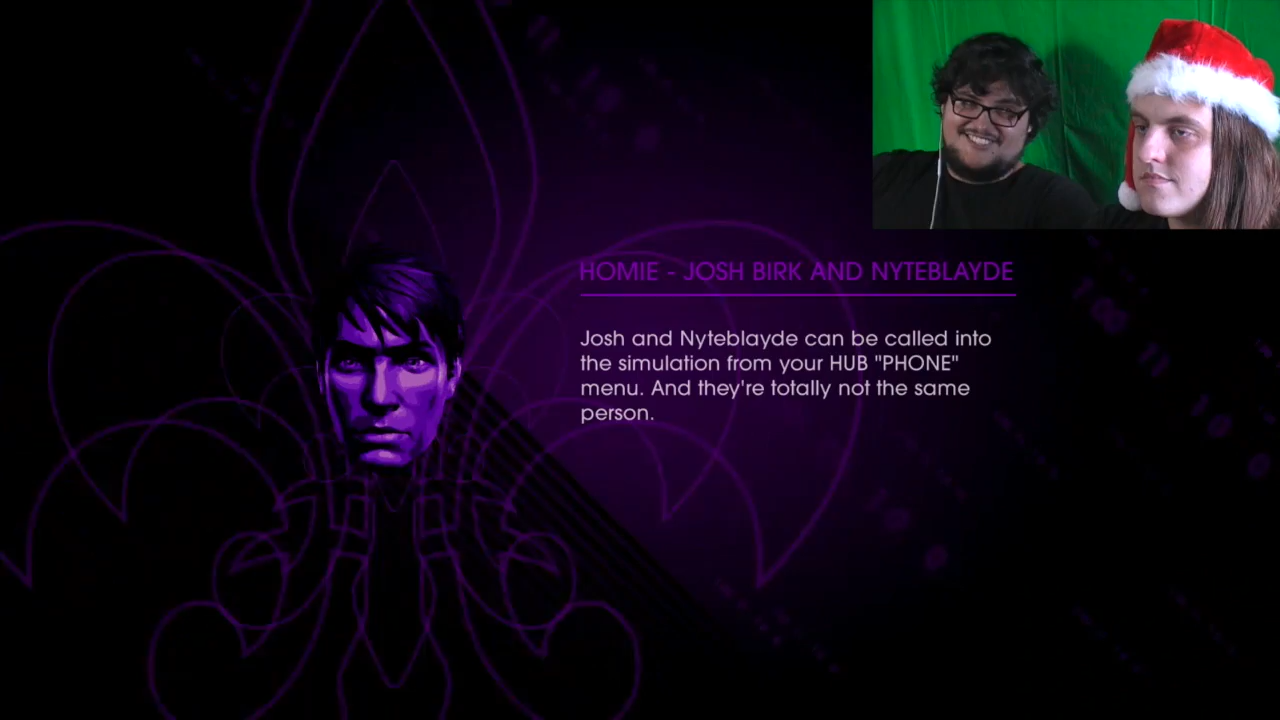 HOMIE - JOSH BIRK AND NYTEBLAYDE
Josh and Nyteblayde can be called into
the simulation from your HUB "PHONE"
menu. And they're totally not the same
person.